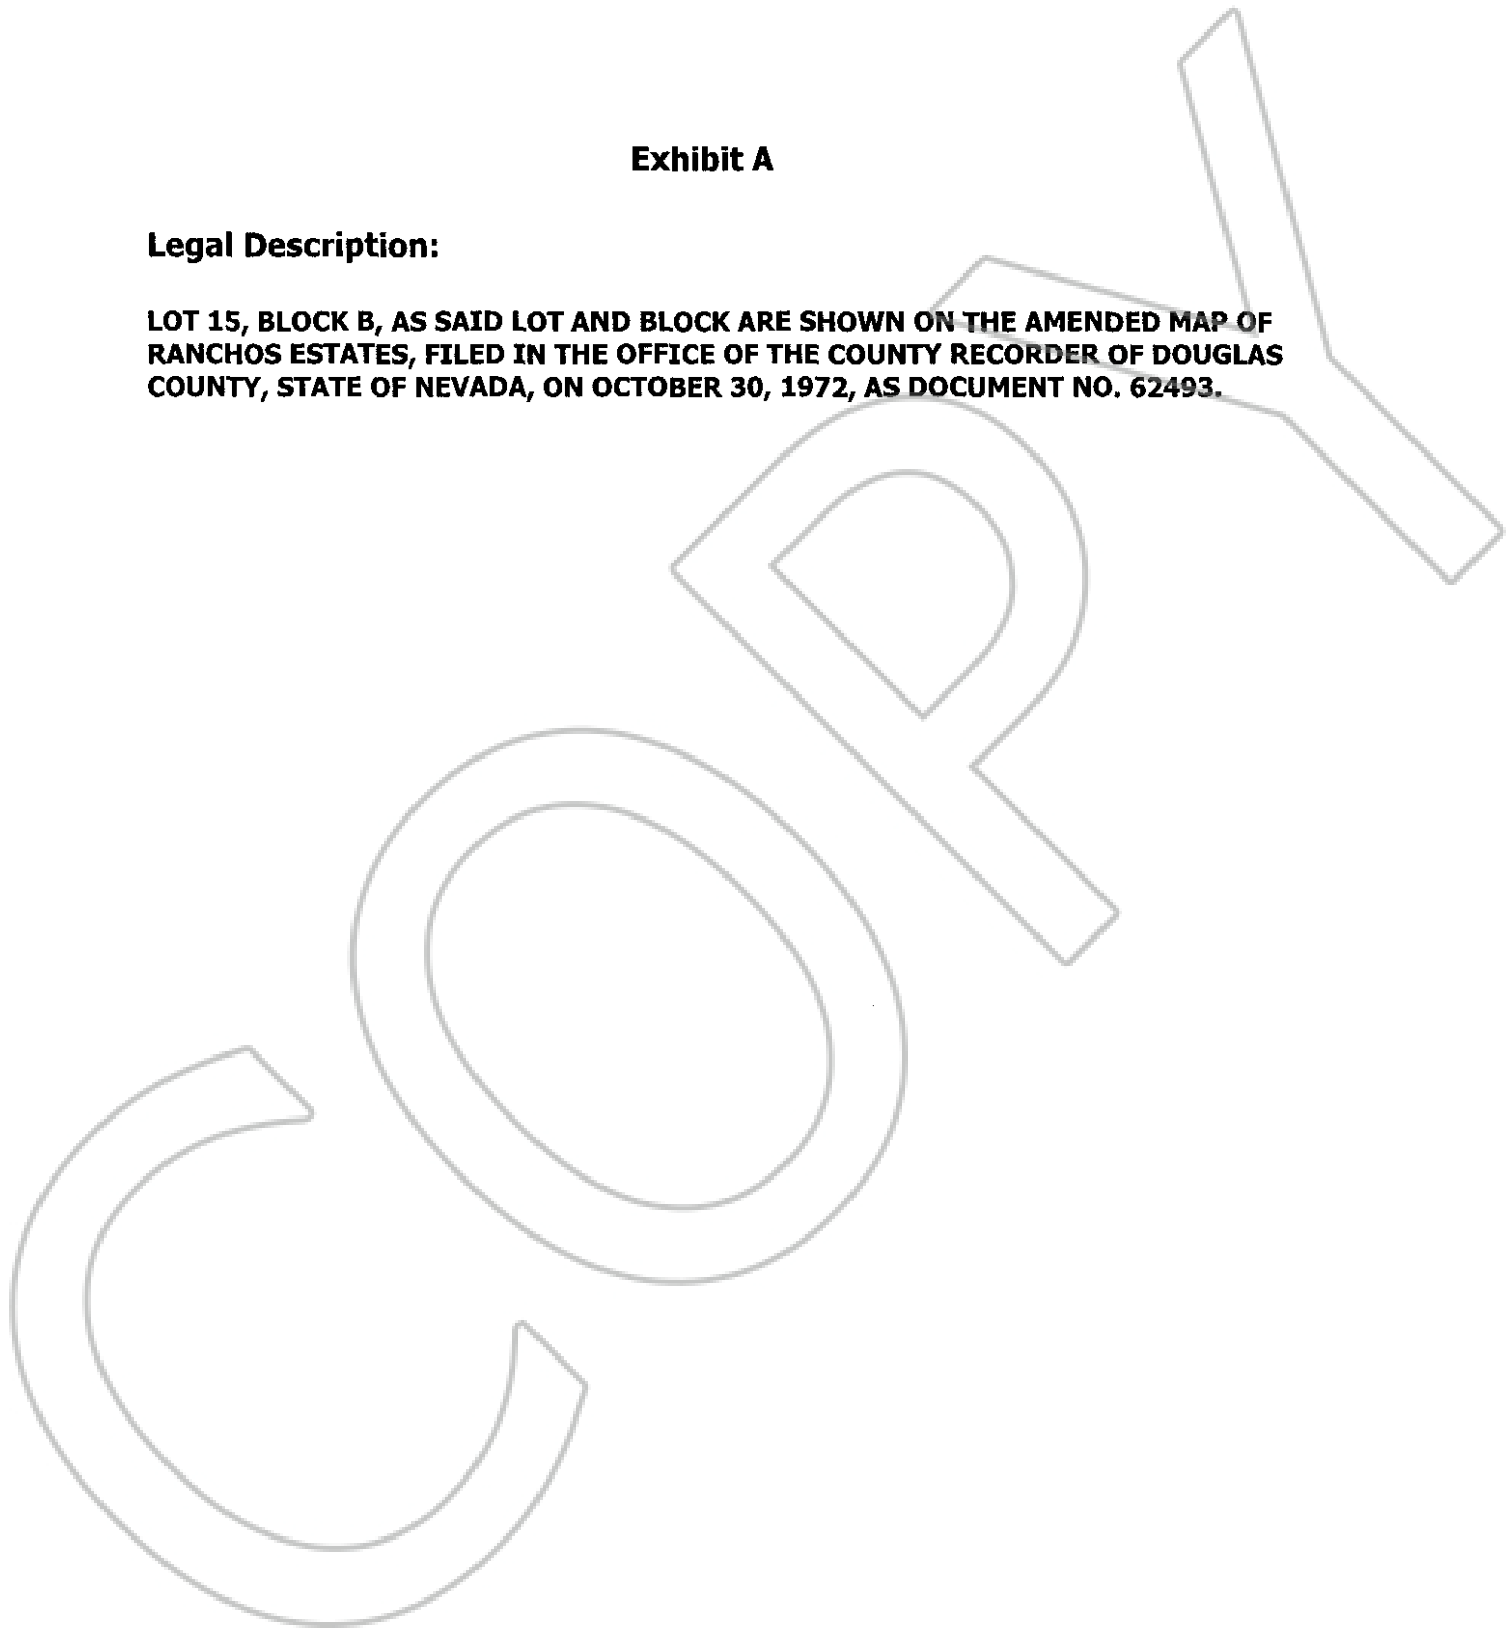 Exhibit A
Legal Description:
LOT 15, BLOCK B, AS SAID LOT AND BLOCK ARE SHOWN ON THE AMENDED MAP OF
RANCHOS ESTATES, FILED IN THE OFFICE OF THE COUNTY RECORDER OF DOUGLAS
COUNTY, STATE OF NEVADA, ON OCTOBER 30, 1972, AS DOCUMENT NO. 62493.
COPY